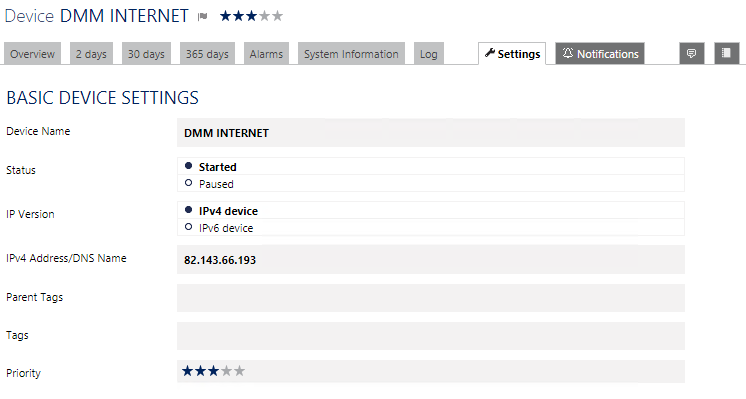 Device DMM INTERNET
Overview 2 days 30 days 365 days Alarms System Information Log Settings Notifications
BASIC DEVICE SETTINGS
Device Name DMM INTERNET
Status Started
Paused
IP Version IPv4 device
IPv6 device
IPv4 Address/DNS Name 82.143.66.193
Parent Tags
Tags
Priority